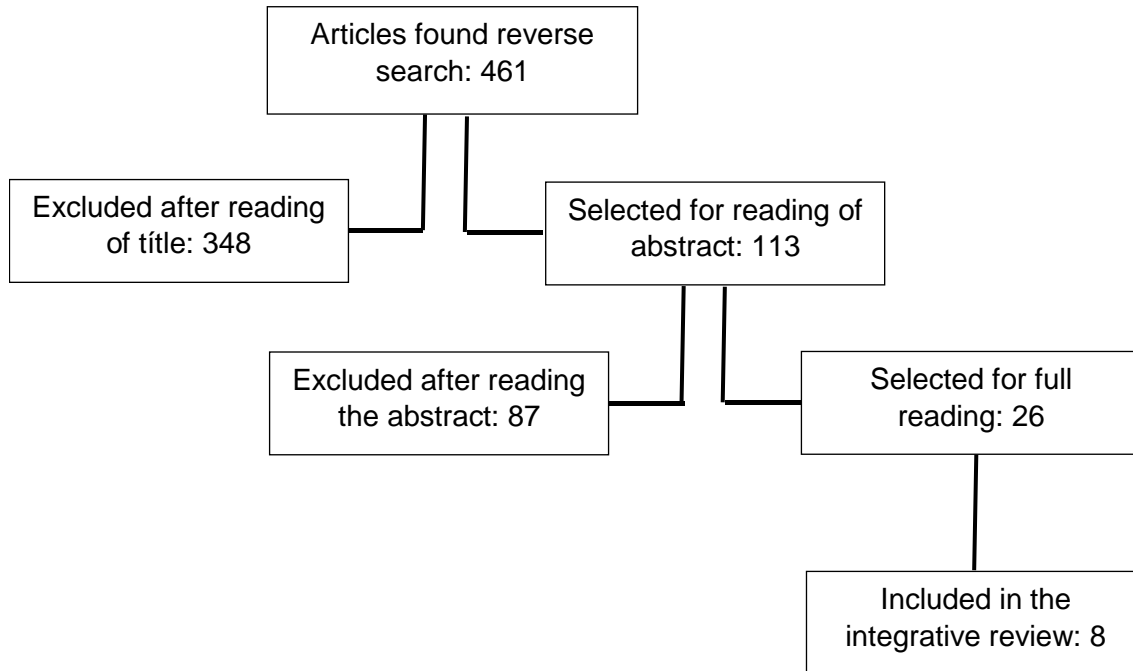 Articles found reverse
search: 461
Excluded after reading
of títle: 348
Selected for reading of
abstract: 113
Excluded after reading
the abstract: 87
Selected for full
reading: 26
Included in the
integrative review: 8